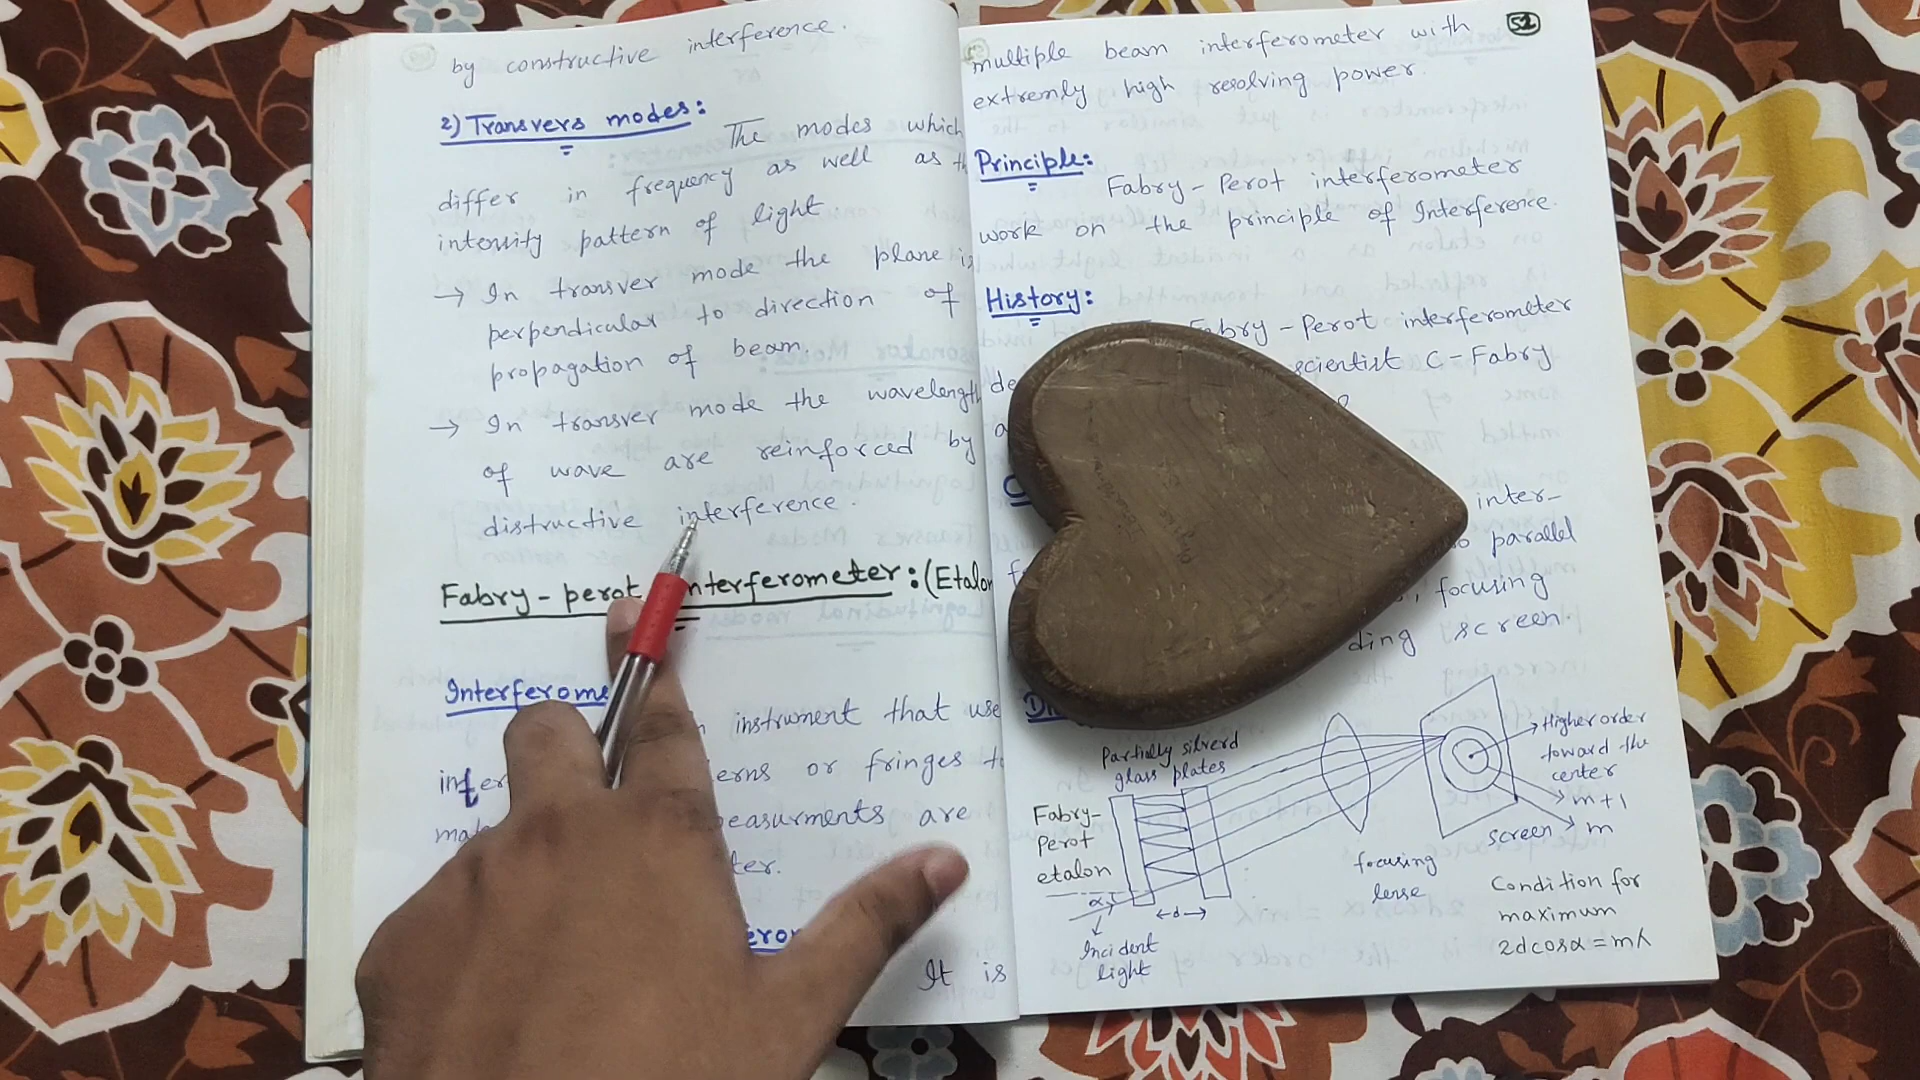 by constructive interference.
2) Transvers modes:
The modes which
differ in frequency as well as
intensity pattern of light
→ In transver mode the plane is
perpendicular to direction of
propagation of beam.
→ In transver mode the wavelength
of wave are reinforced by
distructive interference.
Fabry-perot interferometer: (Etalon
Interferome
instrument that use
inter erns or fringes
easurments are
ter.
It is
52
multiple beam interferometer with
extremly high resolving power.
Principle:
Fabry-Perot interferometer
work on the principle of Interference.
History:
Fabry-Perot interferometer
scientist C-Fabry
de
inter-
parallel
focusing
ding screen.
Partially silverd
glass plates
Fabry-
Perot
etalon
α
←d→
Incident
light
focusing
lense
screen
Higher order
toward the
center
m+1
m
Condition for
maximum
2dcosα=mλ